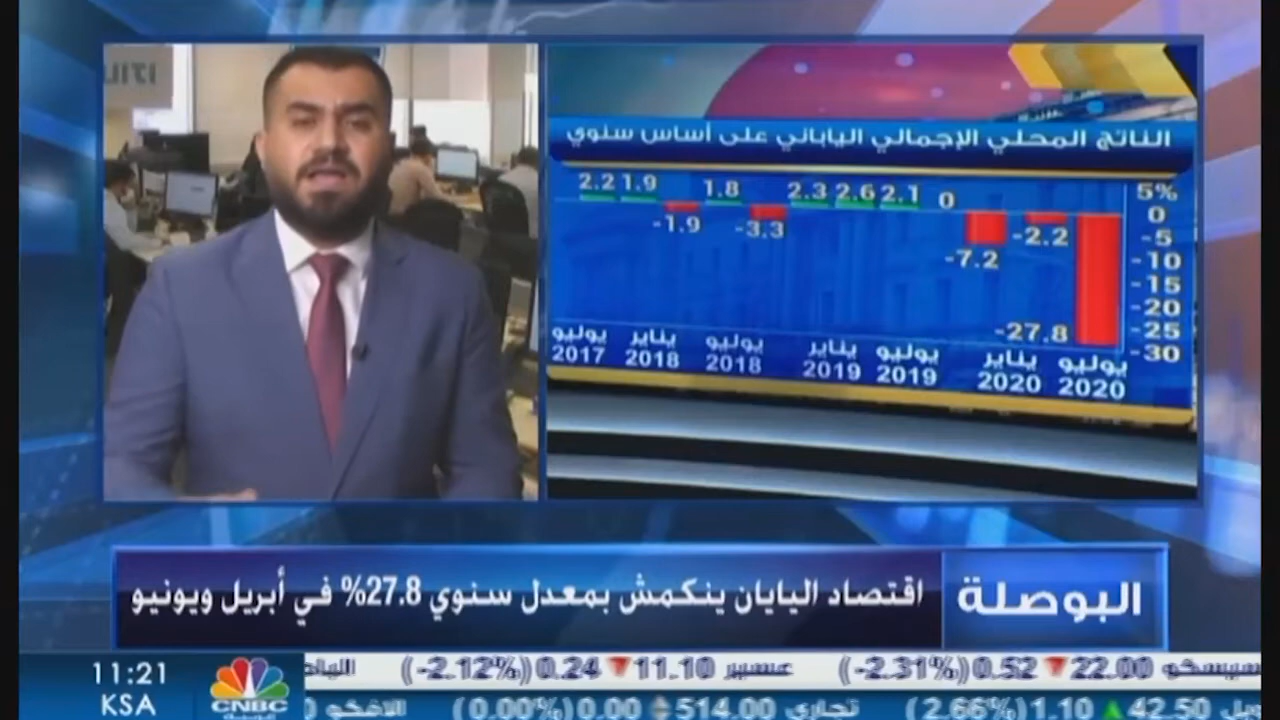 الناتج المحلي الإجمالي الياباني على أساس سنوي
2.2 1.9 1.8 2.3 2.6 2.1 0 5%
0
-1.9 -3.3 -2.2 -5
-7.2 -10
-15
-20
-27.8 -25
-30
يوليو 2017
يناير 2018
يوليو 2018
يناير 2019
يوليو 2019
يناير 2020
يوليو 2020
البوصلة
اقتصاد اليابان ينكمش بمعدل سنوي 27.8% في أبريل ويونيو
سيسكو 22.00 ▼ 0.52 (-2.31%) عسير 11.10 ▼ 0.24 (-2.12%)
42.50 ▲ 1.10 (2.66%) تجاري 514.00 0.00 (0.00%) الافكو
11:21
KSA
CNBC
عربية